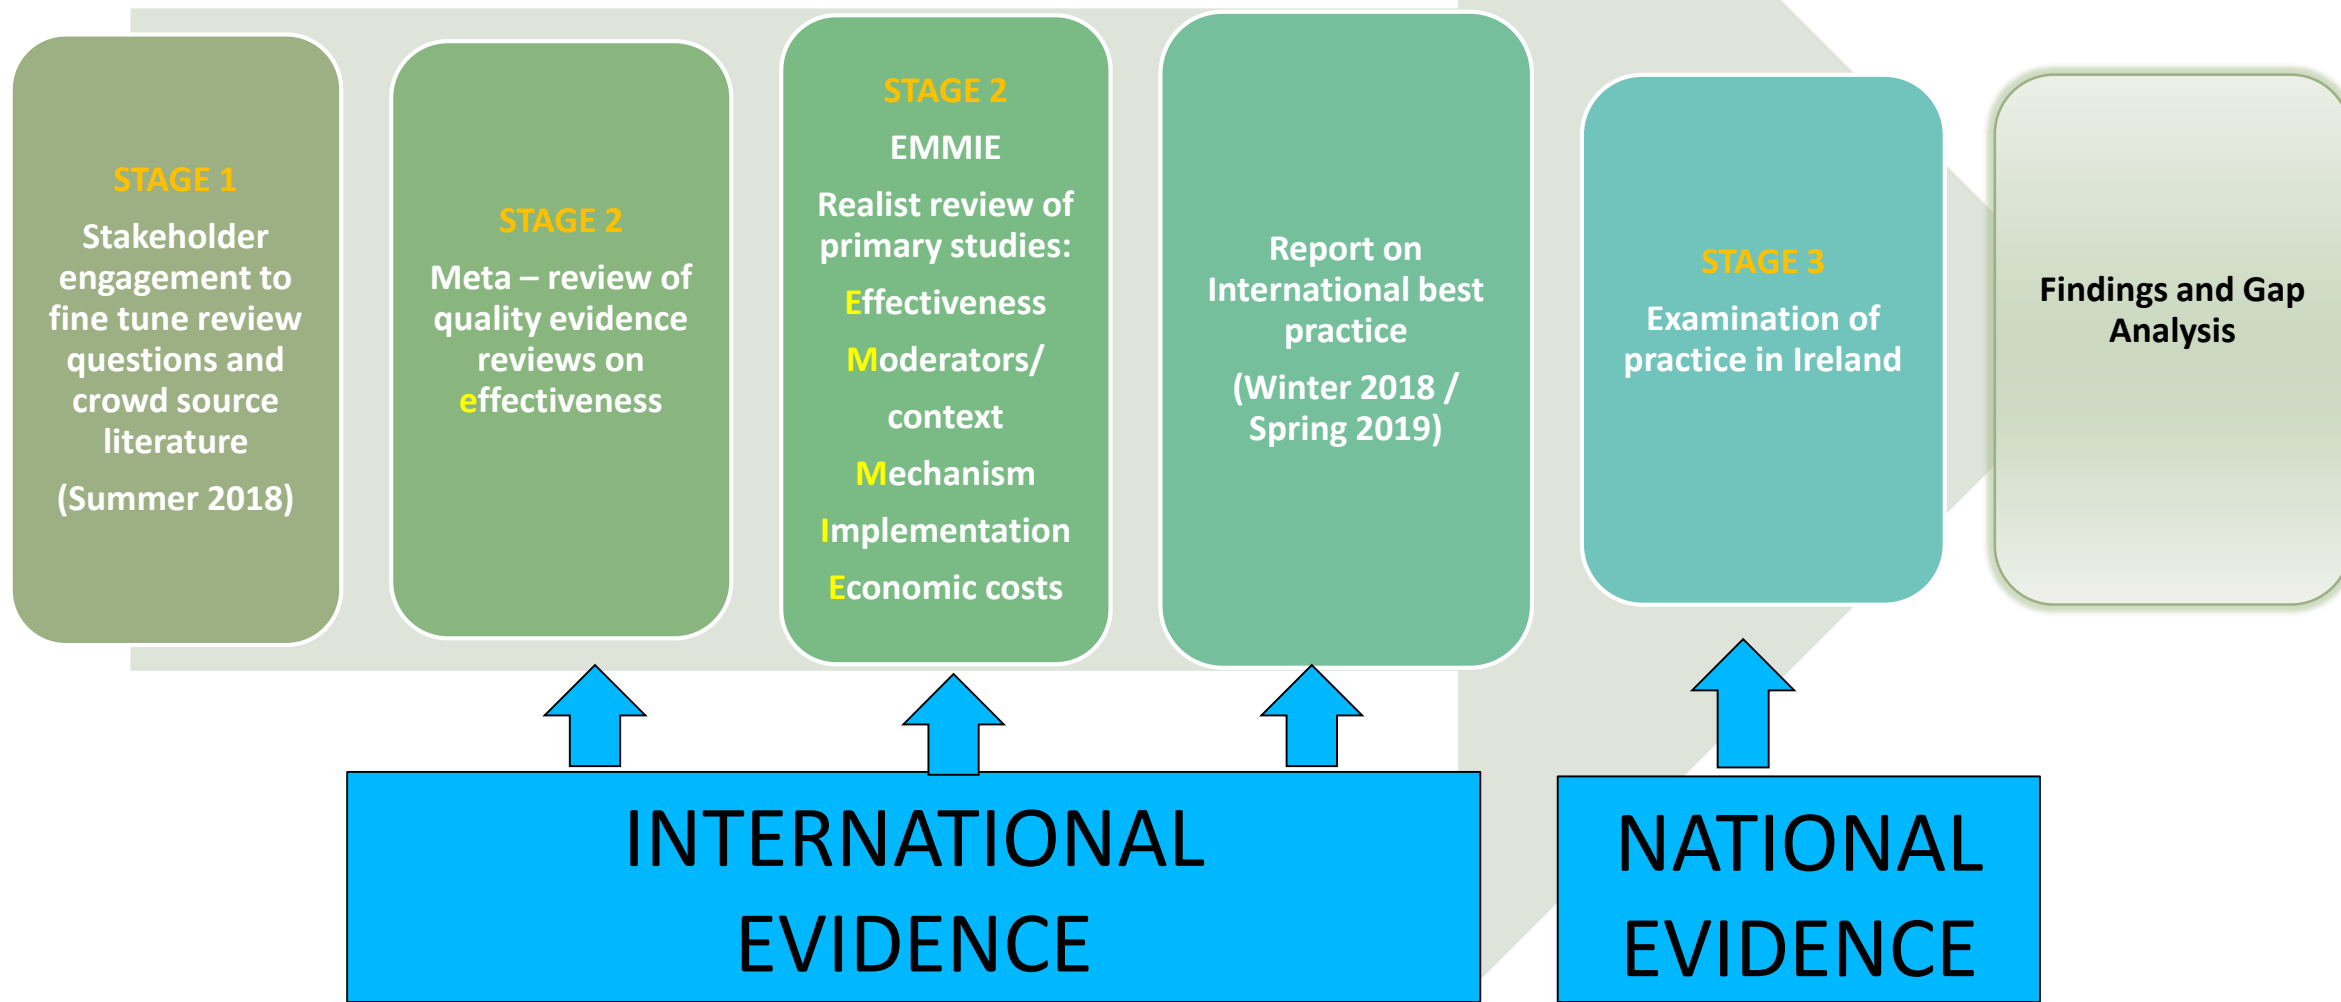 STAGE 1
Stakeholder
engagement to
fine tune review
questions and
crowd source
literature
(Summer 2018)
STAGE 2
Meta – review of
quality evidence
reviews on
effectiveness
STAGE 2
EMMIE
Realist review of
primary studies:
Effectiveness
Moderators/
context
Mechanism
Implementation
Economic costs
Report on
International best
practice
(Winter 2018 /
Spring 2019)
STAGE 3
Examination of
practice in Ireland
Findings and Gap
Analysis
INTERNATIONAL
EVIDENCE
NATIONAL
EVIDENCE